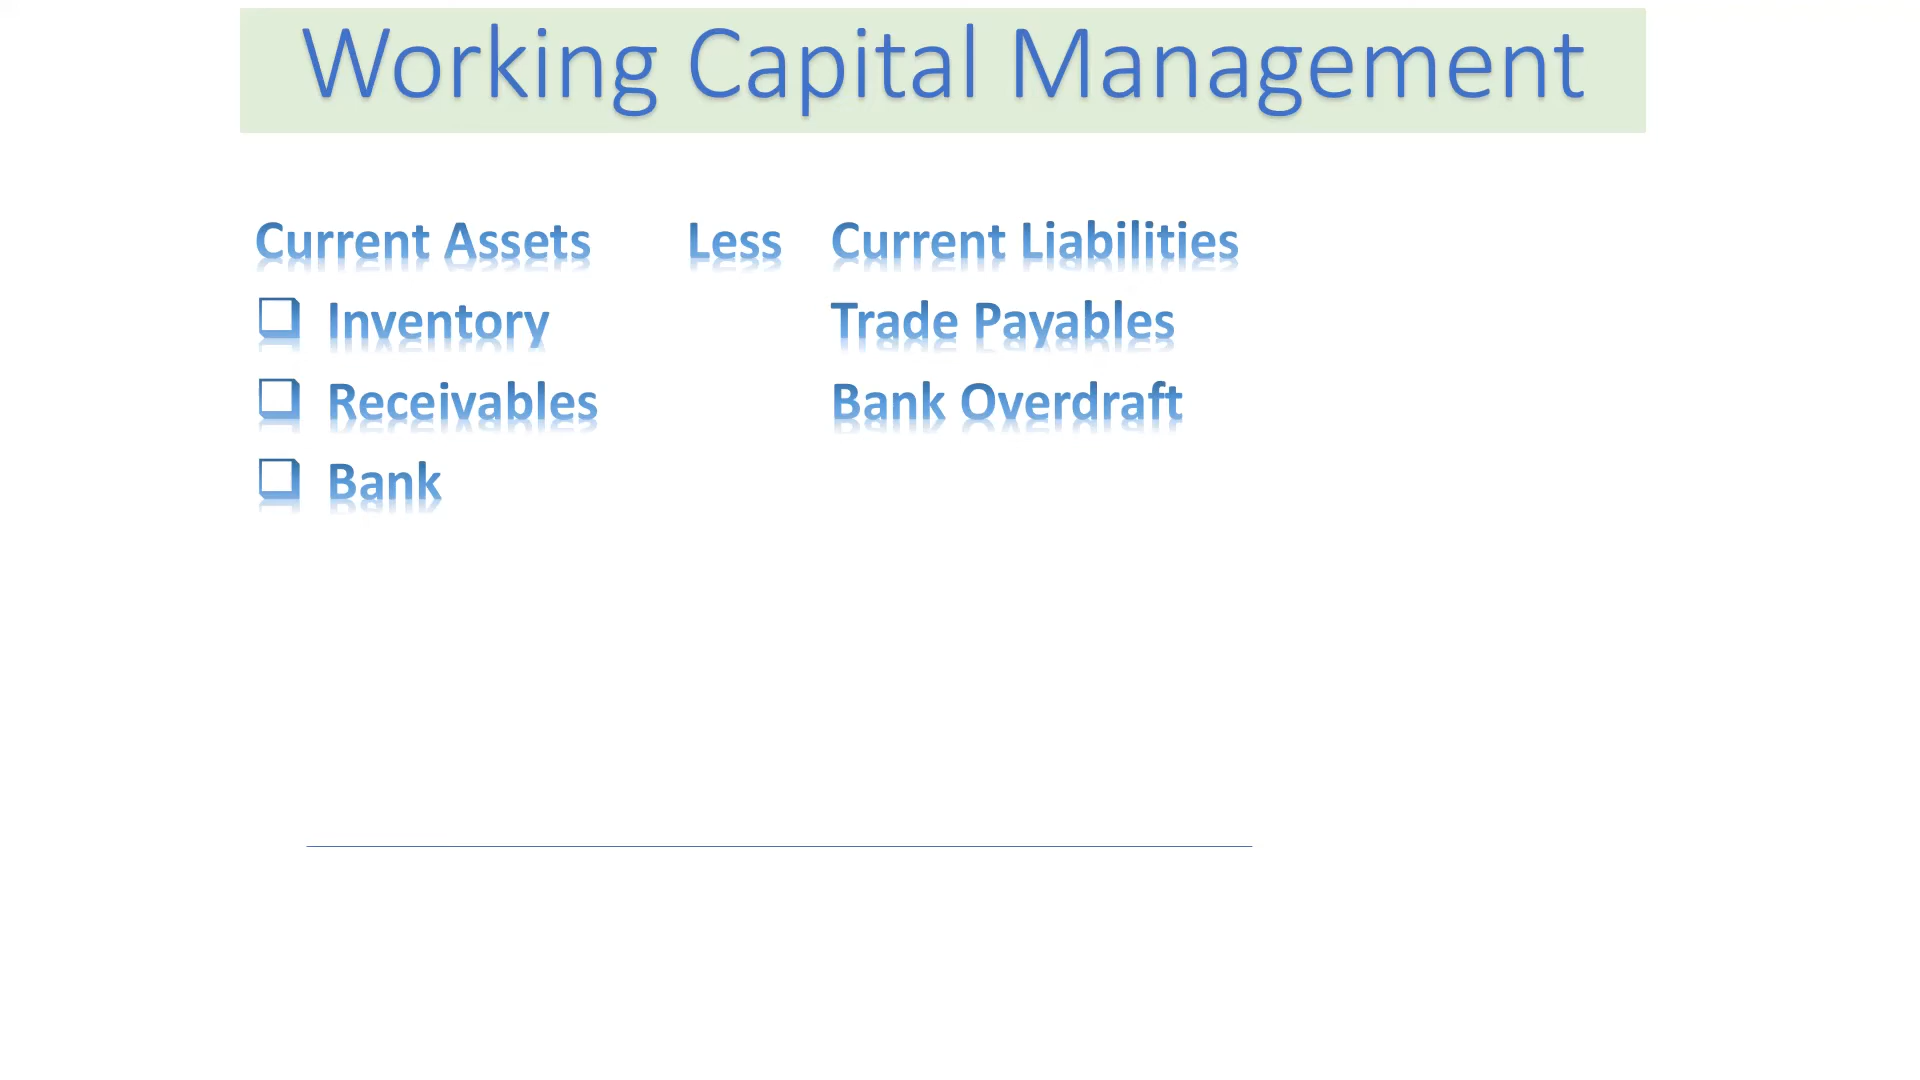 Working Capital Management
Current Assets Less Current Liabilities
Inventory Trade Payables
Receivables Bank Overdraft
Bank